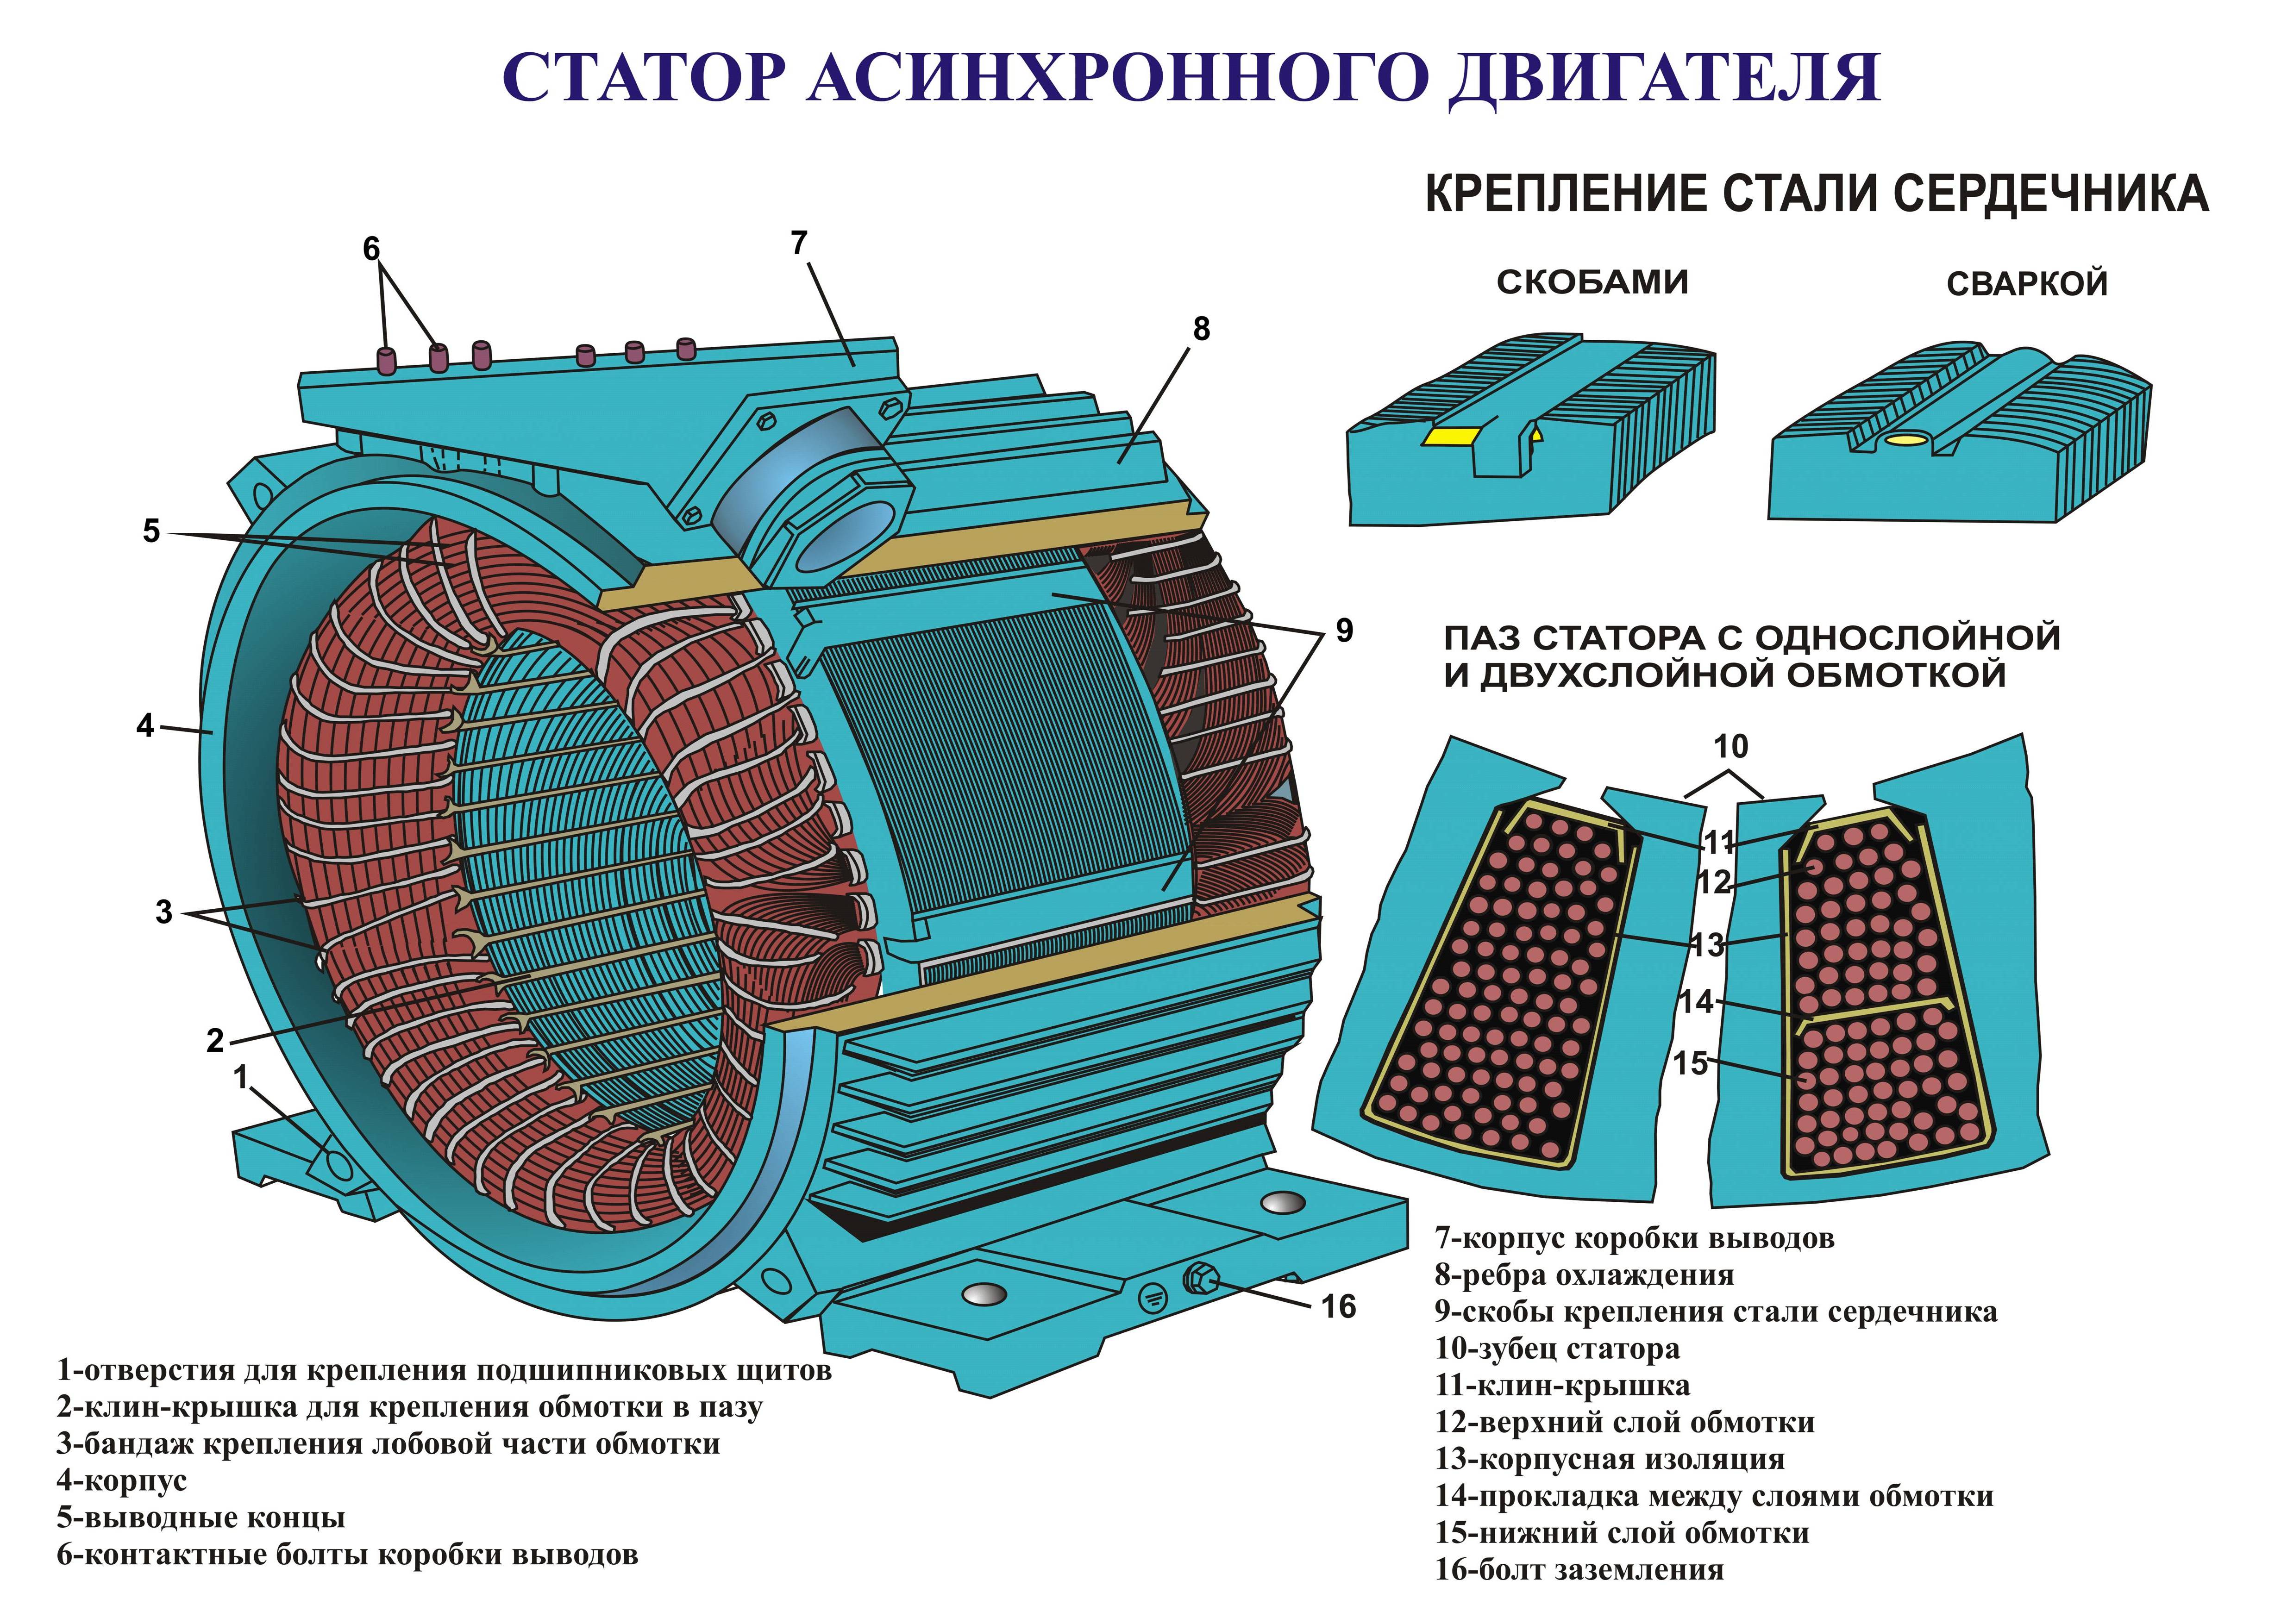 СТАТОР АСИНХРОННОГО ДВИГАТЕЛЯ
КРЕПЛЕНИЕ СТАЛИ СЕРДЕЧНИКА
СКОБАМИ
СВАРКОЙ
6
7
8
5
9
4
3
2
1
16
ПАЗ СТАТОРА С ОДНОСЛОЙНОЙ
И ДВУХСЛОЙНОЙ ОБМОТКОЙ
10
11
12
13
14
15
1-отверстия для крепления подшипниковых щитов
2-клин-крышка для крепления обмотки в пазу
3-бандаж крепления лобовой части обмотки
4-корпус
5-выводные концы
6-контактные болты коробки выводов
7-корпус коробки выводов
8-ребра охлаждения
9-скобы крепления стали сердечника
10-зубец статора
11-клин-крышка
12-верхний слой обмотки
13-корпусная изоляция
14-прокладка между слоями обмотки
15-нижний слой обмотки
16-болт заземления